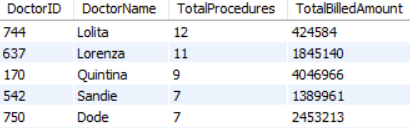 DoctorID DoctorName TotalProcedures TotalBilledAmount
744 Lolita 12 424584
637 Lorenza 11 1845140
170 Quintina 9 4046966
542 Sandie 7 1389961
750 Dode 7 2453213